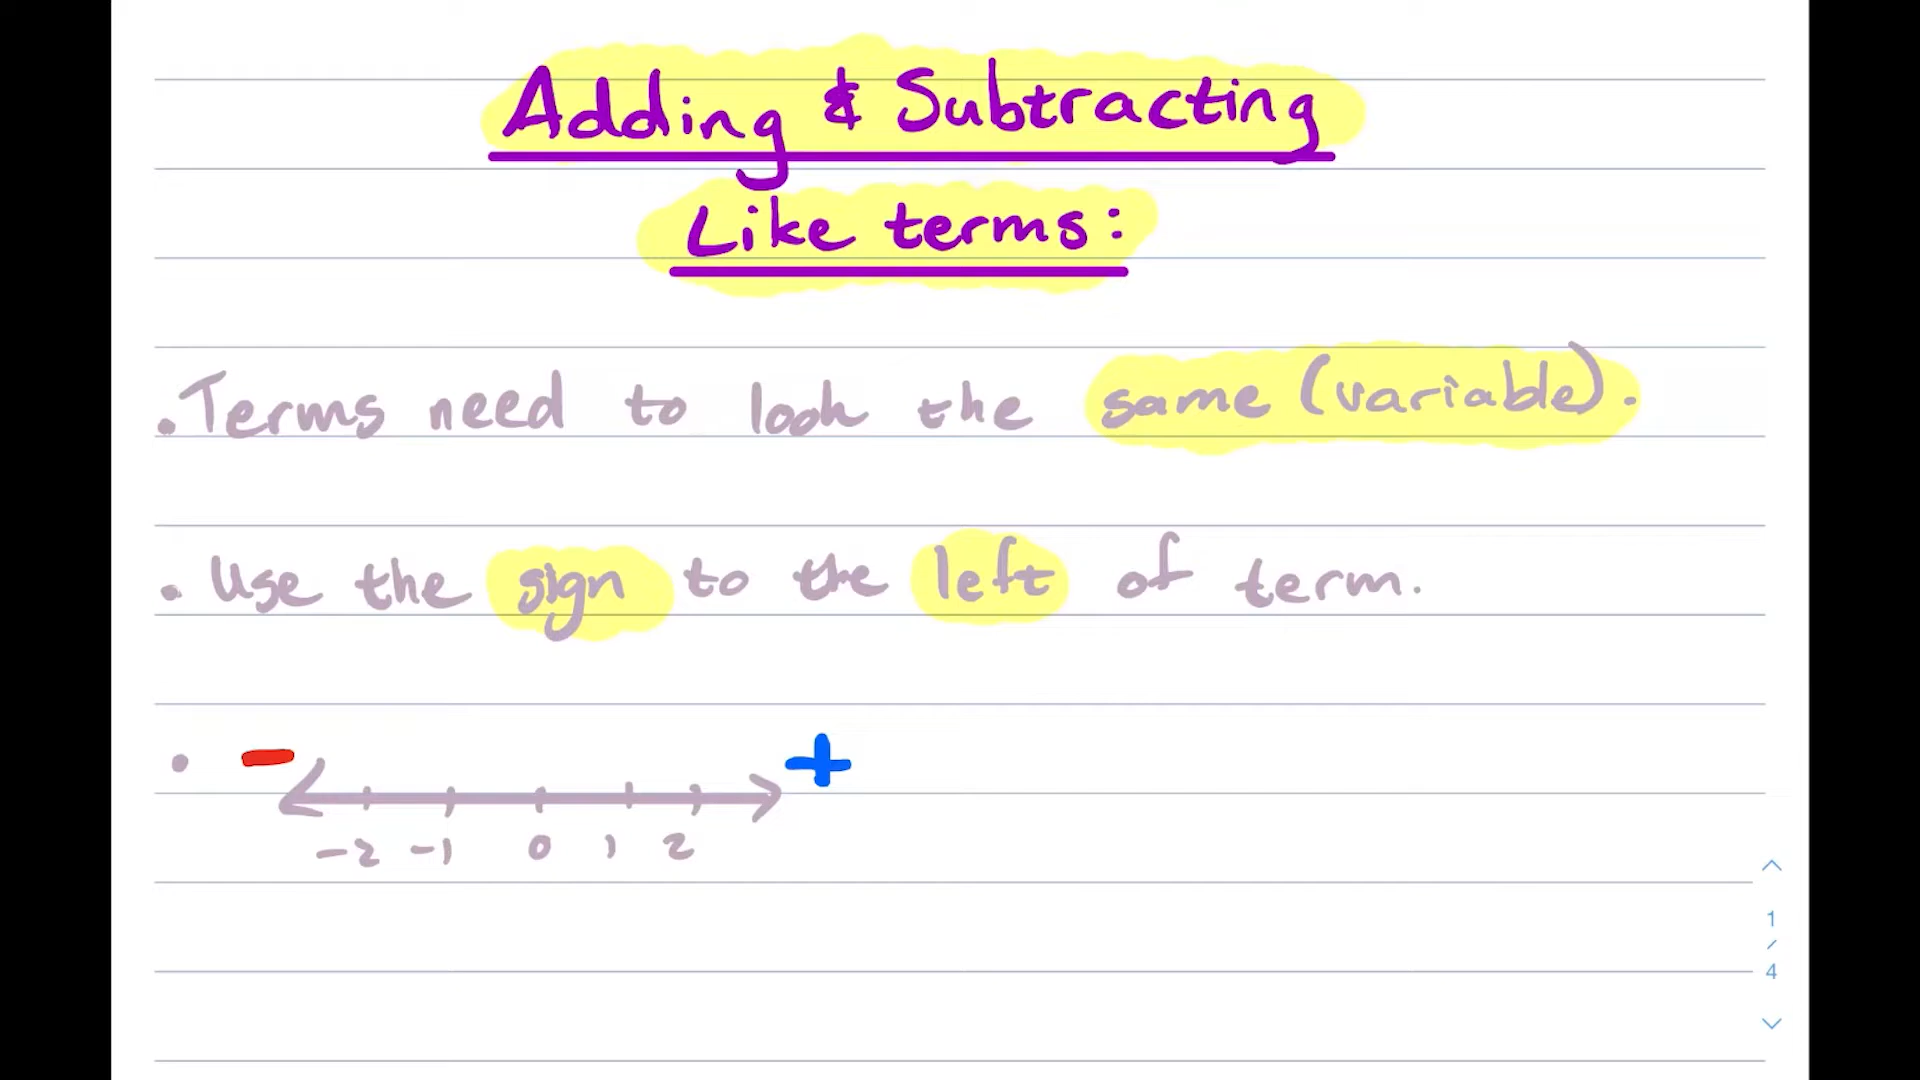 Adding & Subtracting
Like terms:
• Terms need to look the same (variable).
• Use the sign to the left of term.
• - +
-2 -1 0 1 2
1
/
4